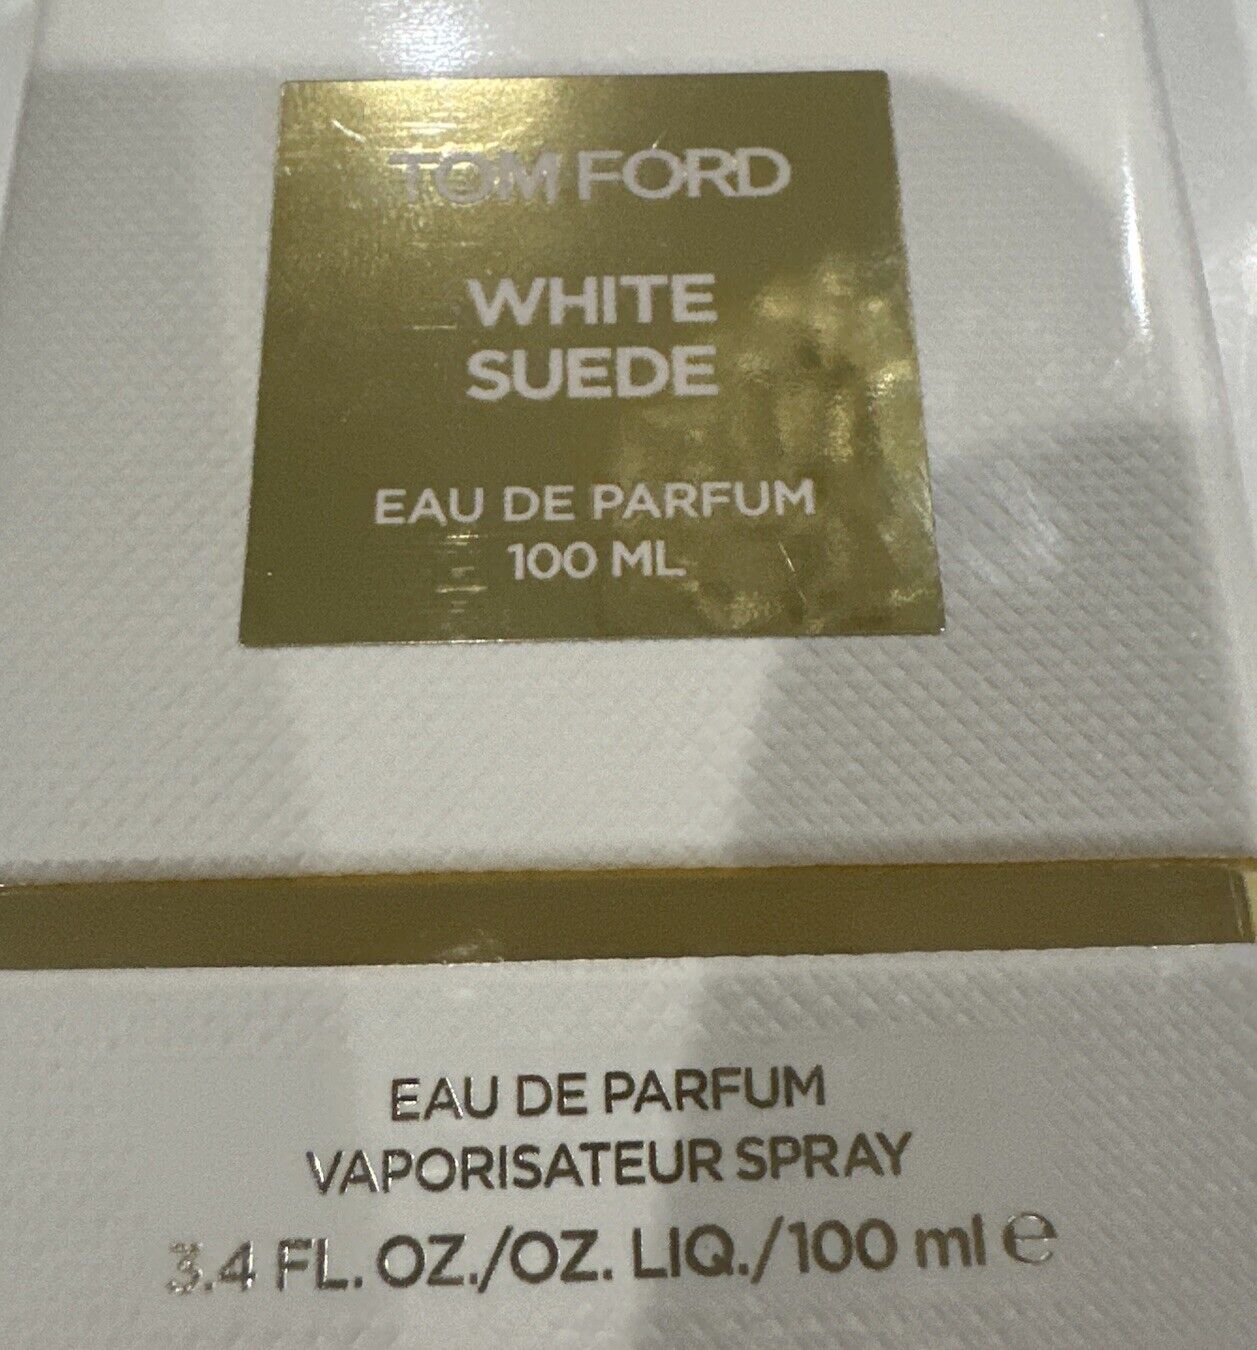 TOM FORD
WHITE
SUEDE
EAU DE PARFUM
100 ML
EAU DE PARFUM
VAPORISATEUR SPRAY
3.4 FL. OZ./OZ. LIQ./100 ml ℮